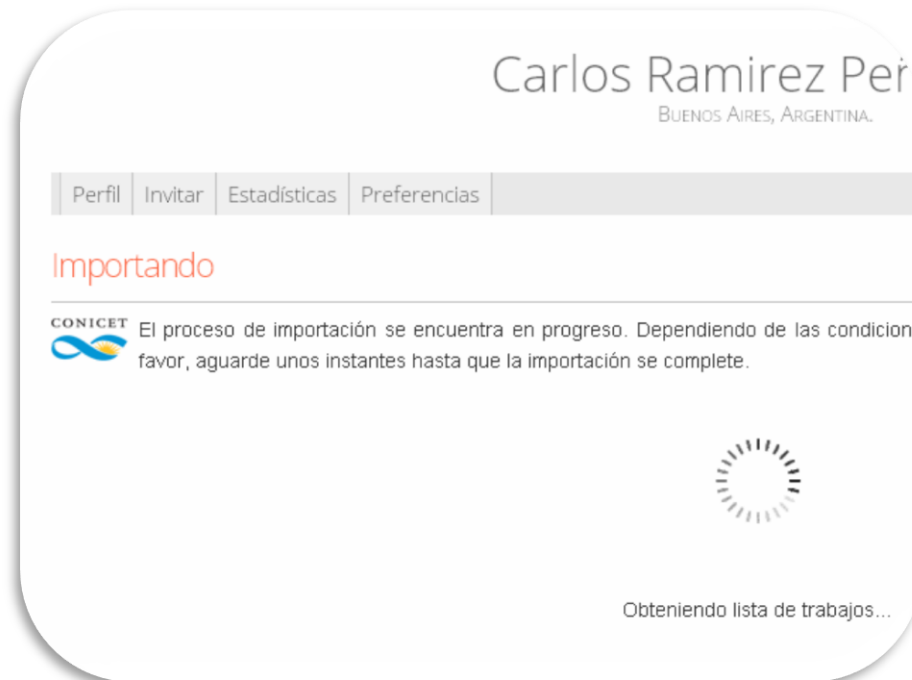 Carlos Ramirez
BUENOS AIRES, ARGENTINA.
Perfil Invitar Estadísticas Preferencias
Importando
CONICET
El proceso de importación se encuentra en progreso. Dependiendo de las condicion
favor, aguarde unos instantes hasta que la importación se complete.
Obteniendo lista de trabajos...